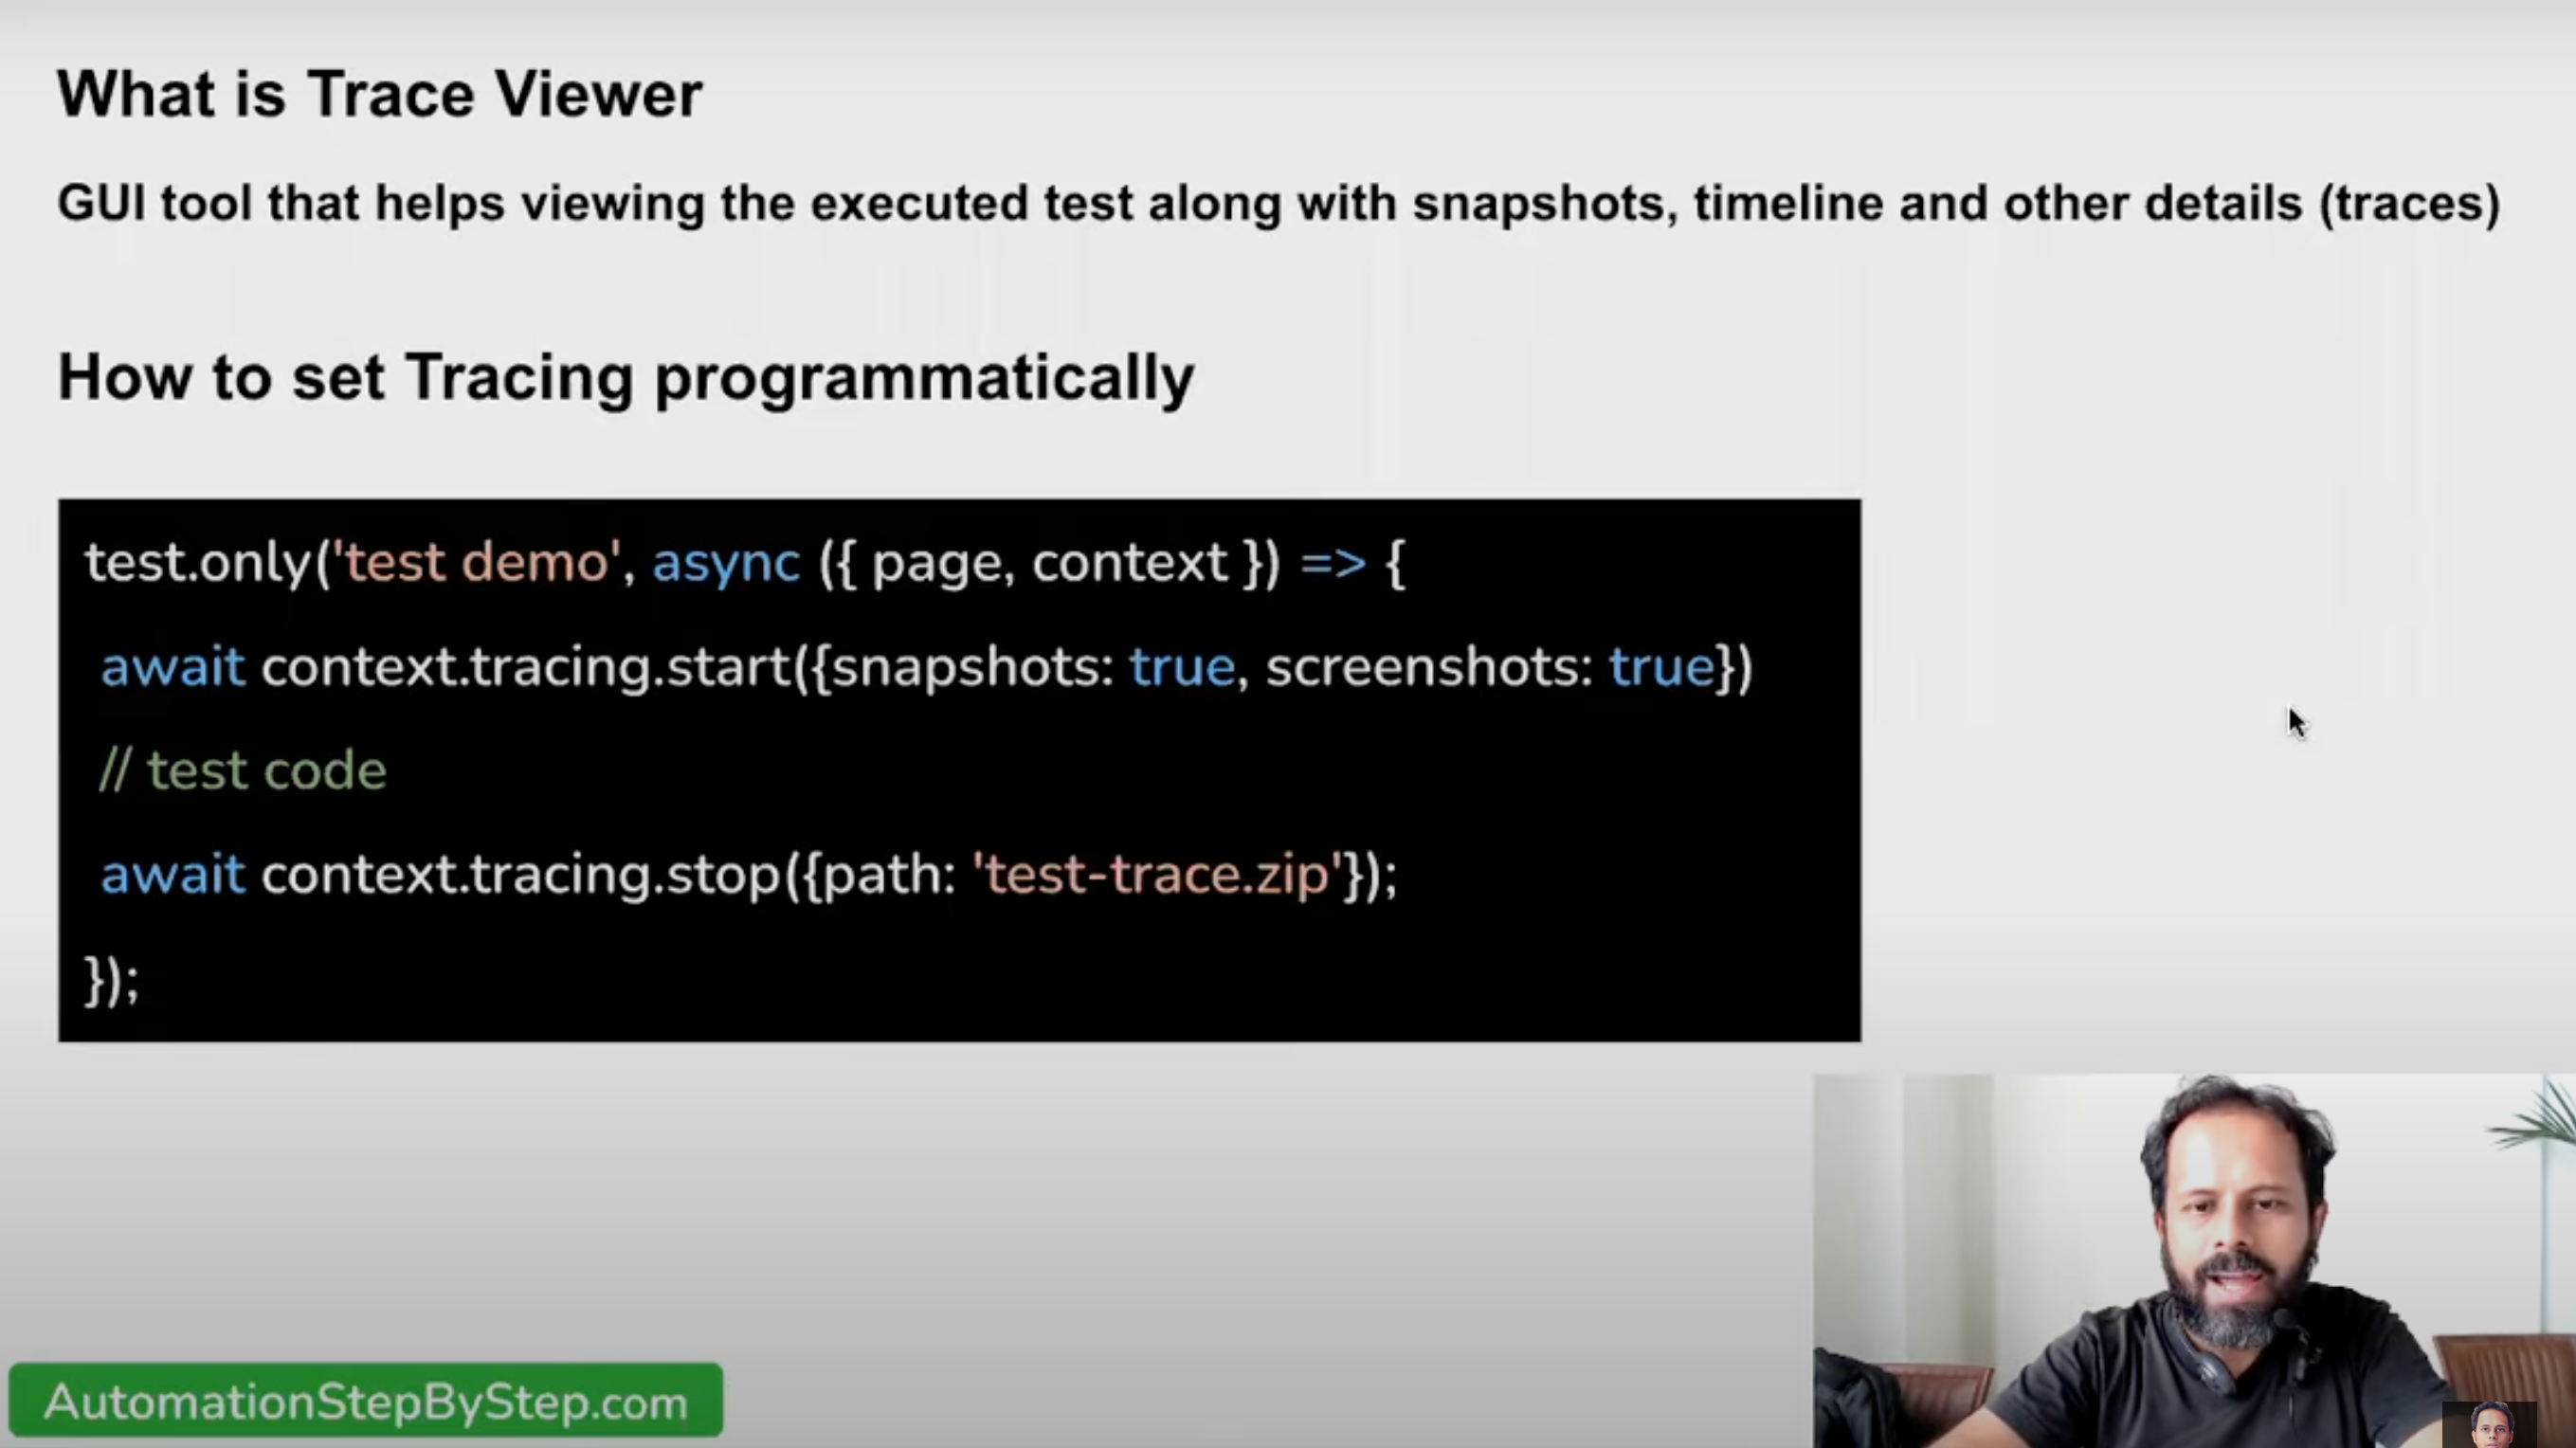 What is Trace Viewer
GUI tool that helps viewing the executed test along with snapshots, timeline and other details (traces)
How to set Tracing programmatically
test.only('test demo', async ({ page, context }) => {
await context.tracing.start({snapshots: true, screenshots: true})
// test code
await context.tracing.stop({path: 'test-trace.zip'});
});
AutomationStepByStep.com